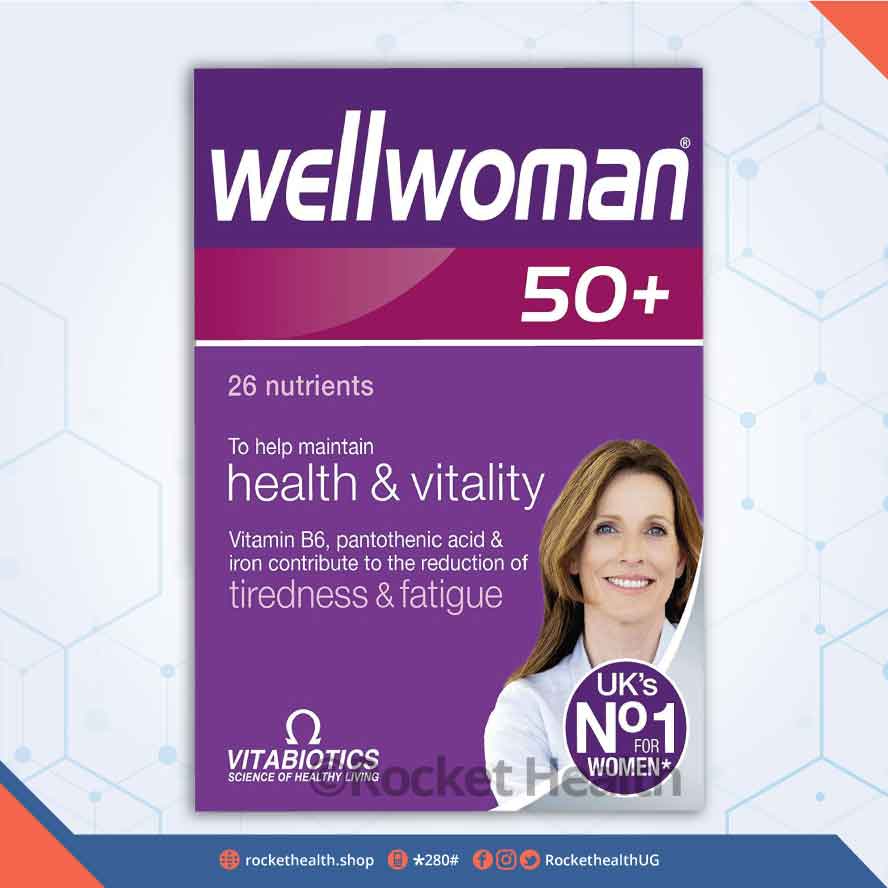 wellwoman®
50+
26 nutrients
To help maintain
health & vitality
Vitamin B6, pantothenic acid &
iron contribute to the reduction of
tiredness & fatigue
UK's
Nº1
FOR
WOMEN*
VITABIOTICS
SCIENCE OF HEALTHY LIVING
©Rocket Health
rockethealth.shop *280# RockethealthUG